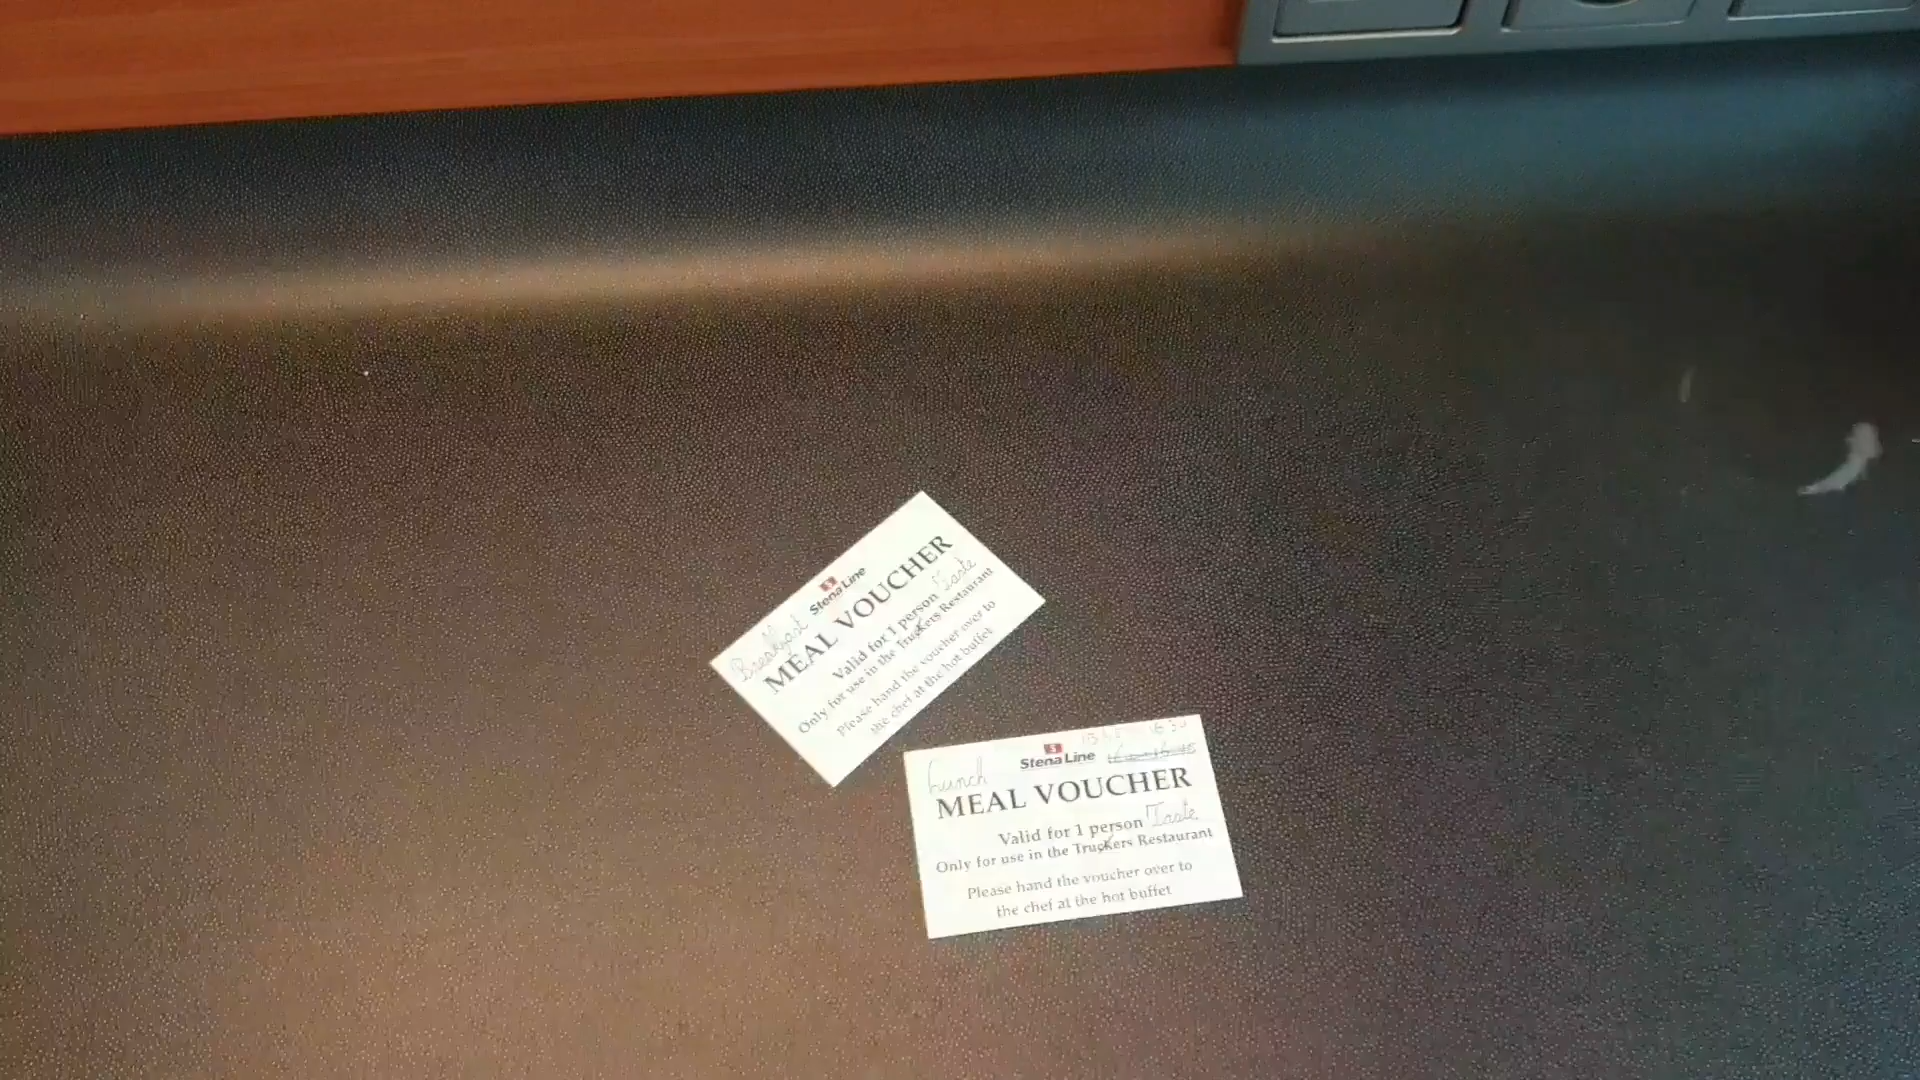 Breakfast
Stena Line
MEAL VOUCHER
Valid for 1 person Taste
Only for use in the Truckers Restaurant
Please hand the voucher over to
the chef at the hot buffet
Lunch
Stena Line
MEAL VOUCHER
Valid for 1 person Taste
Only for use in the Truckers Restaurant
Please hand the voucher over to
the chef at the hot buffet